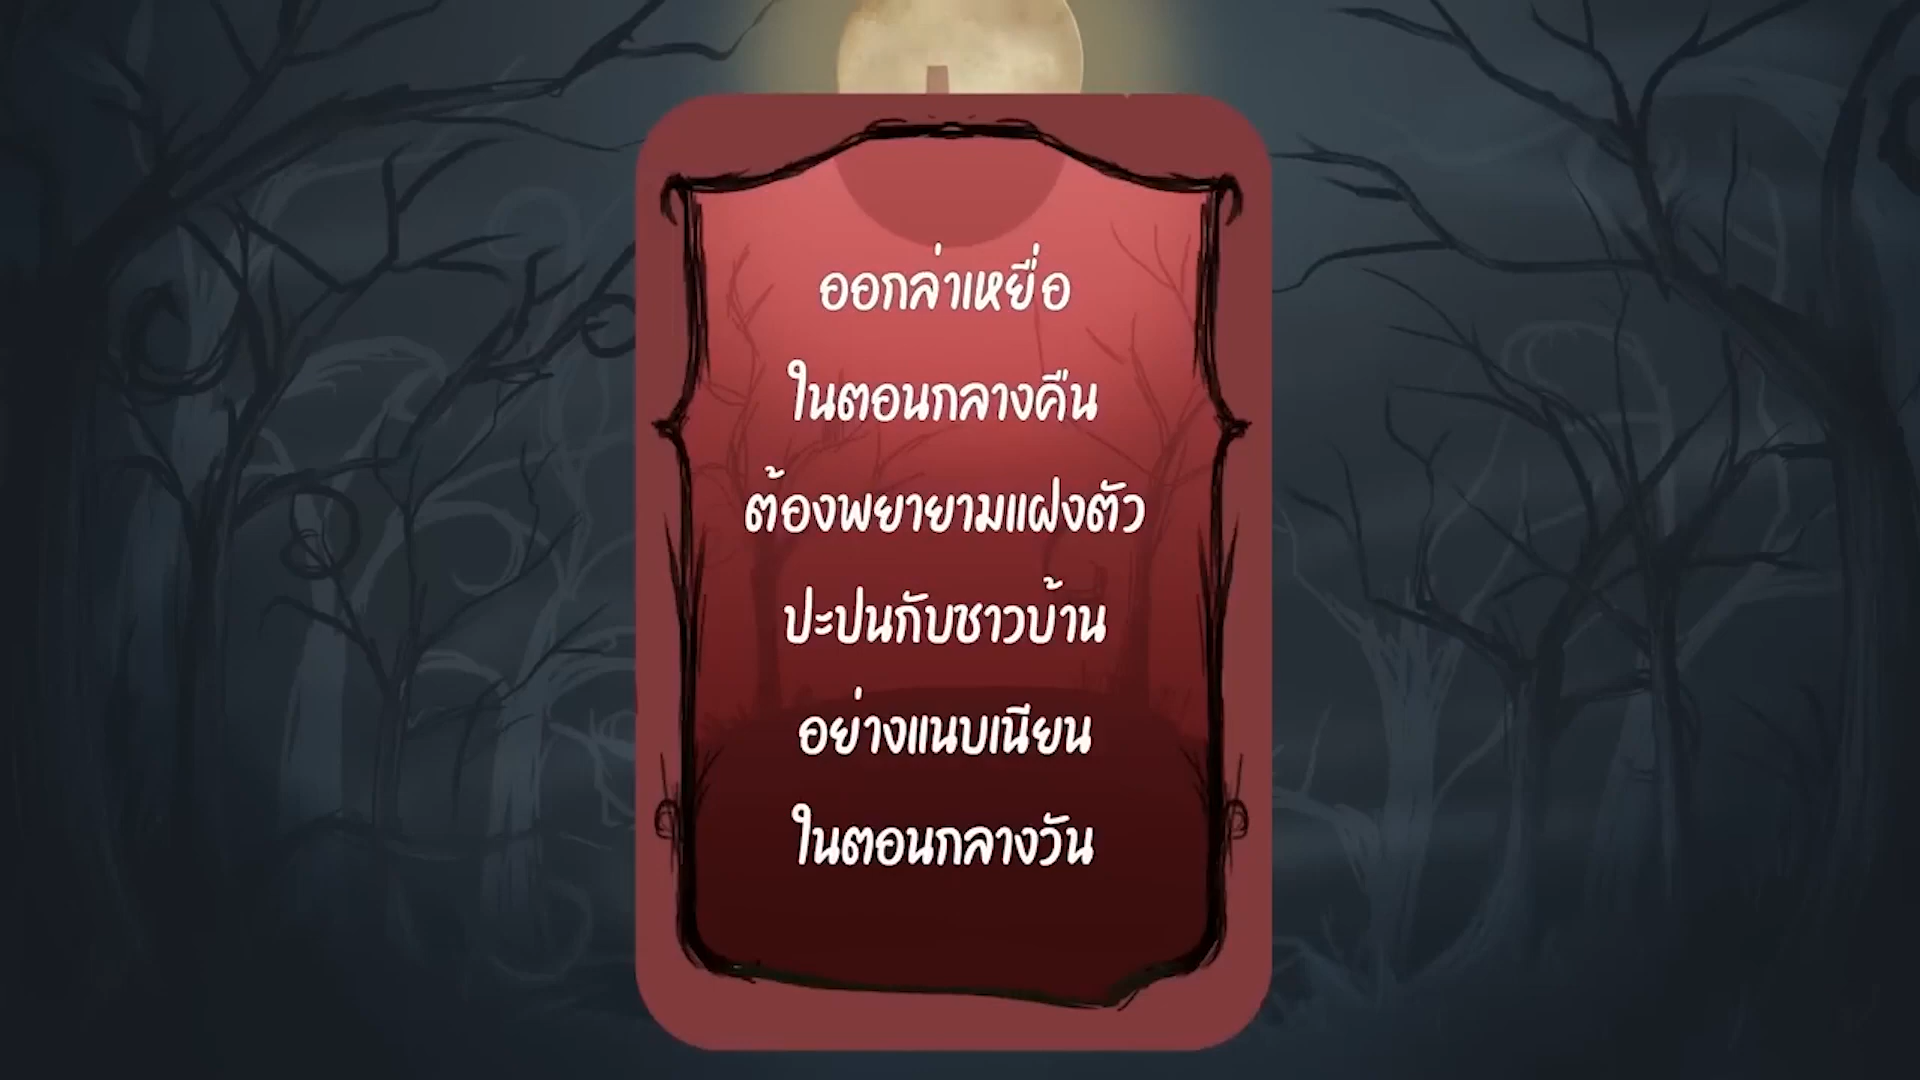 ออกล่าเหยื่อ
ในตอนกลางคืน
ต้องพยายามแฝงตัว
ปะปนกับชาวบ้าน
อย่างแนบเนียน
ในตอนกลางวัน